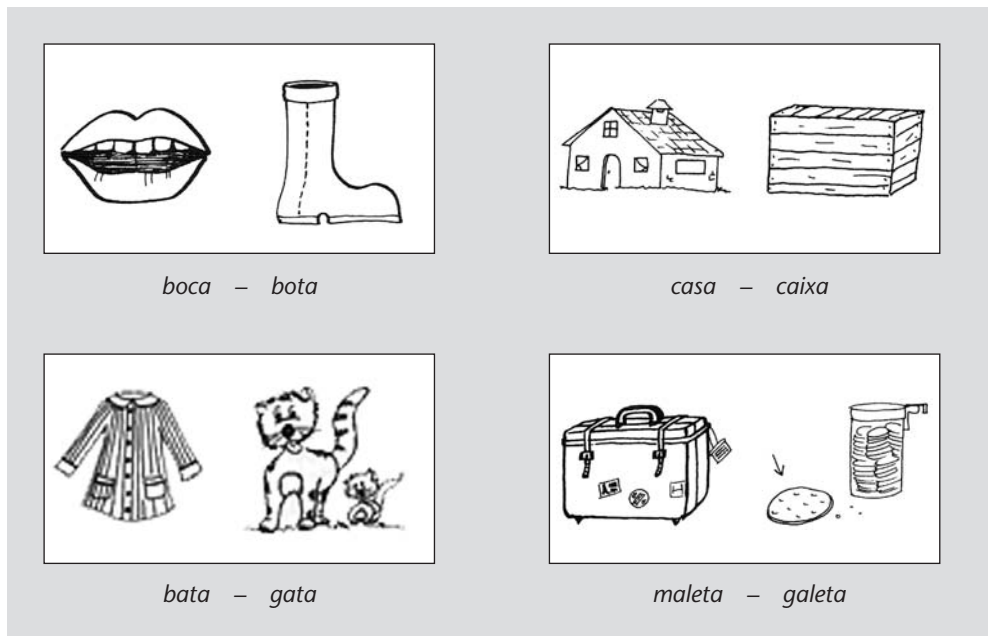 boca – bota
casa – caixa
bata – gata
maleta – galeta